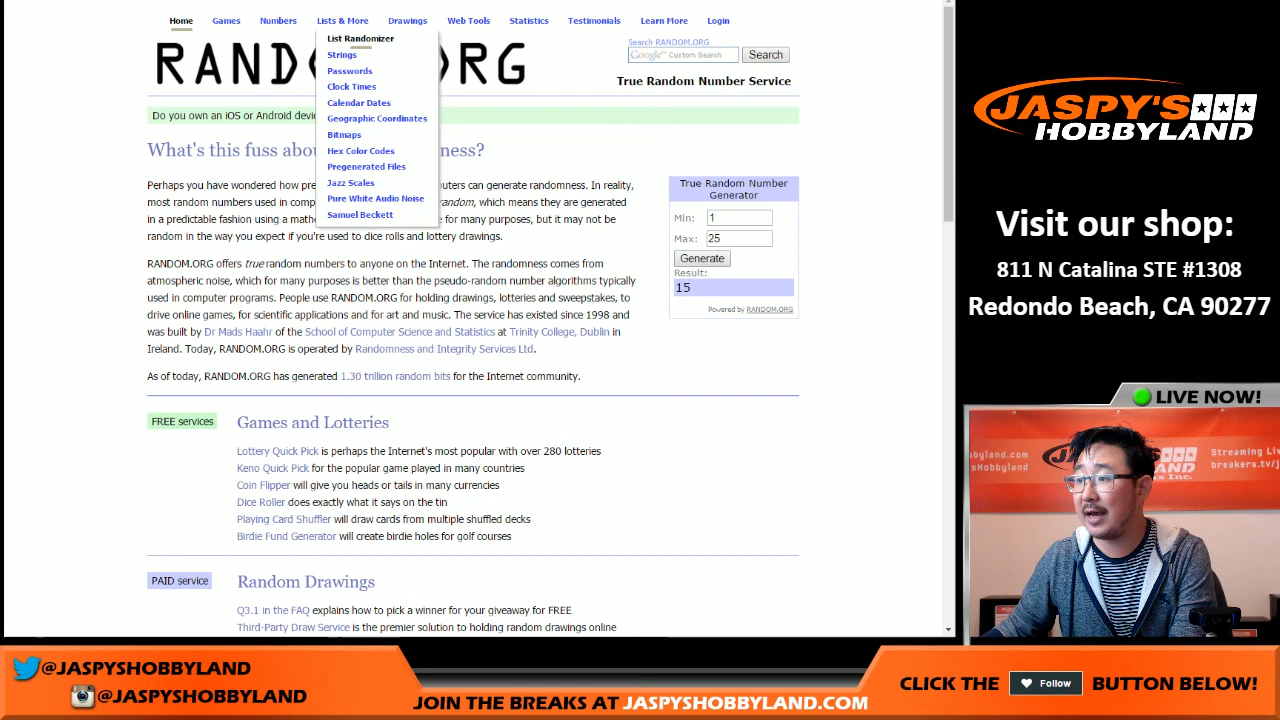 Home Games Numbers Lists & More Drawings Web Tools Statistics Testimonials Learn More Login
List Randomizer
Strings
Passwords
Clock Times
Calendar Dates
Geographic Coordinates
Bitmaps
Hex Color Codes
Pregenerated Files
Jazz Scales
Pure White Audio Noise
Samuel Beckett
Search RANDOM.ORG
Google™ Custom Search Search
True Random Number Service
Do you own an iOS or Android
What's this fuss
Perhaps you have wondered how
most random numbers used in
in a predictable fashion using a
random in the way you expect if you're used to dice rolls and lottery drawings.
can generate randomness. In reality,
which means they are generated
for many purposes, but it may not be
RANDOM.ORG offers true random numbers to anyone on the Internet. The randomness comes from
atmospheric noise, which for many purposes is better than the pseudo-random number algorithms typically
used in computer programs. People use RANDOM.ORG for holding drawings, lotteries and sweepstakes, to
drive online games, for scientific applications and for art and music. The service has existed since 1998 and
was built by Dr Mads Haahr of the School of Computer Science and Statistics at Trinity College, Dublin in
Ireland. Today, RANDOM.ORG is operated by Randomness and Integrity Services Ltd.
As of today, RANDOM.ORG has generated 1.30 trillion random bits for the Internet community.
True Random Number
Generator
Min: 1
Max: 25
Generate
Result:
15
Powered by RANDOM.ORG
FREE services
Games and Lotteries
Lottery Quick Pick is perhaps the Internet's most popular with over 280 lotteries
Keno Quick Pick for the popular game played in many countries
Coin Flipper will give you heads or tails in many currencies
Dice Roller does exactly what it says on the tin
Playing Card Shuffler will draw cards from multiple shuffled decks
Birdie Fund Generator will create birdie holes for golf courses
PAID service
Random Drawings
Q3.1 in the FAQ explains how to pick a winner for your giveaway for FREE
Third-Party Draw Service is the premier solution to holding random drawings online
JASPY'S
HOBBYLAND
Visit our shop:
811 N Catalina STE #1308
Redondo Beach, CA 90277
LIVE NOW!
Streaming
breakers.tv/
@JASPYSHOBBYLAND
@JASPYSHOBBYLAND
JOIN THE BREAKS AT JASPYSHOBBYLAND.COM
CLICK THE Follow BUTTON BELOW!